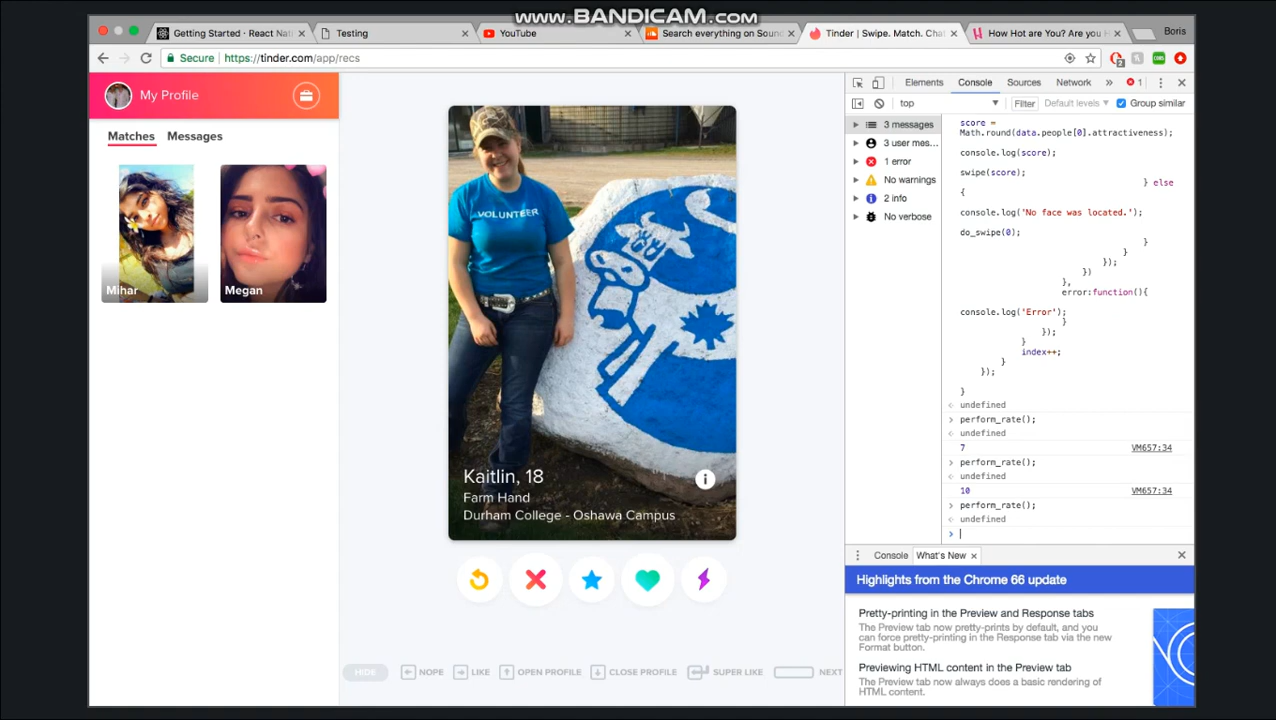 www.BANDICAM.com
Getting Started · React Nati
Testing
YouTube
Search everything on Sound
Tinder | Swipe. Match. Chat
How Hot are You? Are you H
Boris
Secure
https://tinder.com/app/recs
My Profile
Matches
Messages
Mihar
Megan
VOLUNTEER
Kaitlin, 18
Farm Hand
Durham College - Oshawa Campus
HIDE
NOPE
LIKE
OPEN PROFILE
CLOSE PROFILE
SUPER LIKE
NEXT
Elements
Console
Sources
Network
»
1
top
Filter
Default levels
Group similar
3 messages
3 user mes...
1 error
No warnings
2 info
No verbose
score =
Math.round(data.people[0].attractiveness);
console.log(score);
swipe(score);
} else
{
console.log('No face was located.');
do_swipe(0);
}
}
});
})
},
error:function(){
console.log('Error');
}
});
}
index++;
}
});
}
undefined
perform_rate();
undefined
7 VM657:34
perform_rate();
undefined
10 VM657:34
perform_rate();
undefined
Console
What's New
Highlights from the Chrome 66 update
Pretty-printing in the Preview and Response tabs
The Preview tab now pretty-prints by default, and you
can force pretty-printing in the Response tab via the new
Format button.
Previewing HTML content in the Preview tab
The Preview tab now always does a basic rendering of
HTML content.